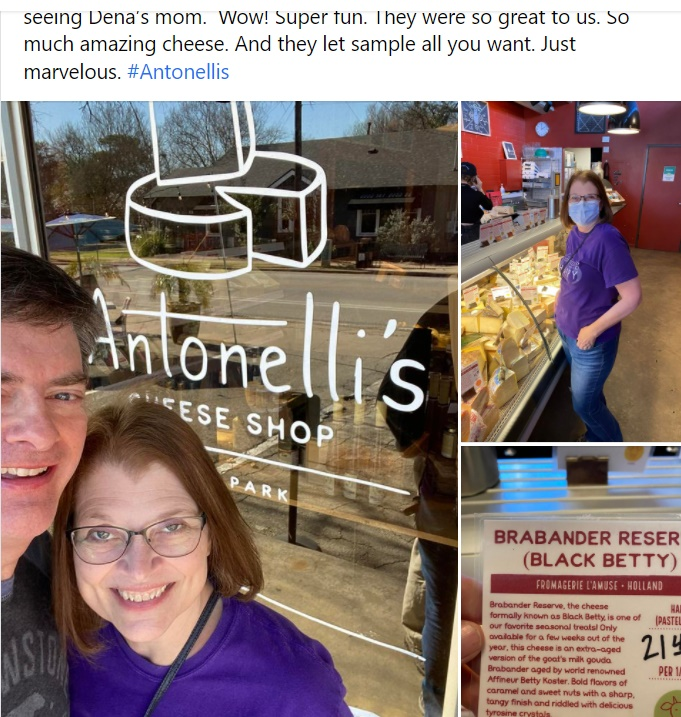 seeing Dena's mom.  Wow! Super fun. They were so great to us. So
much amazing cheese. And they let sample all you want. Just
marvelous. #Antonellis
Antonelli's
CHEESE SHOP
PARK
BRABANDER RESER
(BLACK BETTY)
FROMAGERIE L'AMUSE • HOLLAND
Brabander Reserve, the cheese
formally known as Black Betty, is one of
our favorite seasonal treats! Only
available for a few weeks out of the
year, this cheese is an extra-aged
version of the goat's milk gouda
Brabander aged by world renowned
Affineur Betty Koster. Bold flavors of
caramel and sweet nuts with a sharp,
tangy finish and riddled with delicious
tyrosine crystals.
HA
(PASTEU
PER 1/